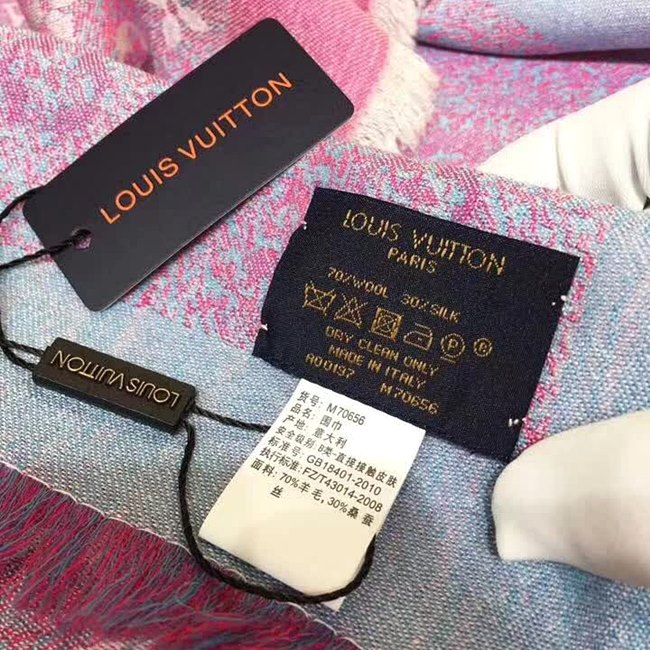 LOUIS VUITTON
LOUIS VUITTON
PARIS
70%WOOL 30%SILK
DRY CLEAN ONLY
MADE IN ITALY
A00197 M70656
LOUIS VUITTON
货号: M70656
品名: 围巾
产地: 意大利
安全级别 B类-直接接触皮肤
标准号: GB18401-2010
执行标准: FZ/T43014-2008
面料: 70%羊毛, 30%桑蚕
丝